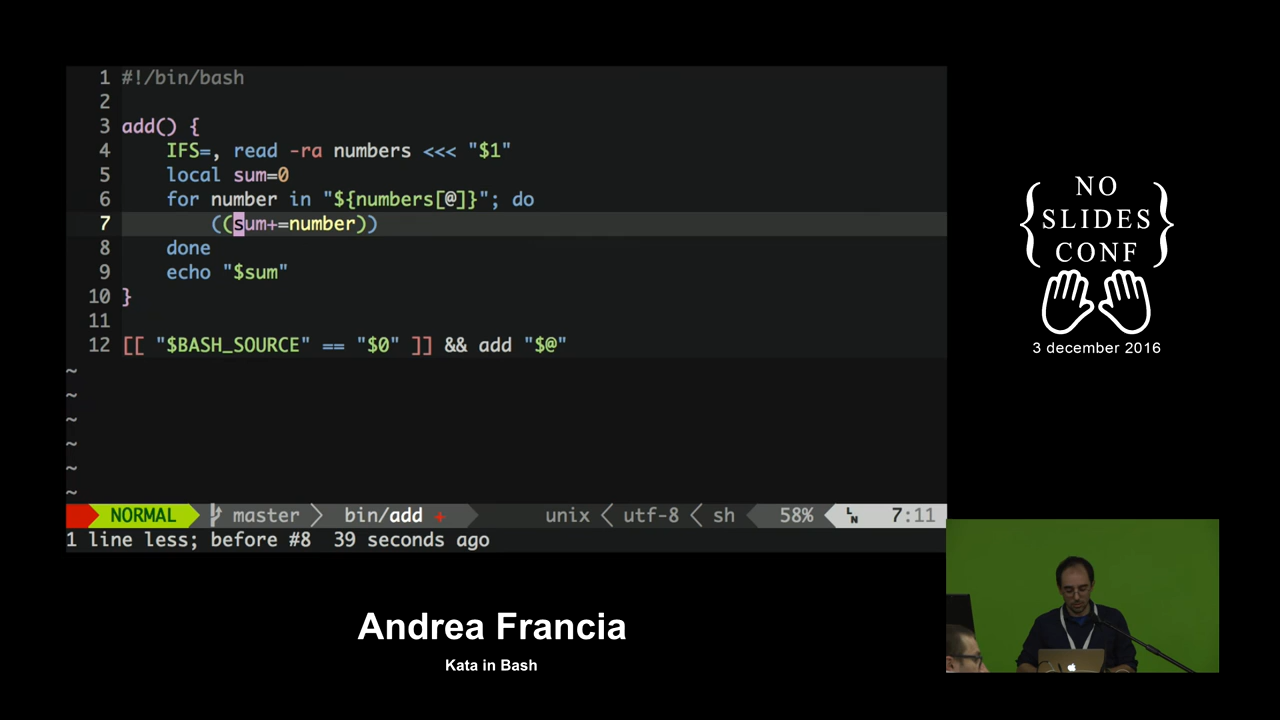 1 #!/bin/bash
2
3 add() {
4     IFS=, read -ra numbers <<< "$1"
5     local sum=0
6     for number in "${numbers[@]}"; do
7         ((sum+=number))
8     done
9     echo "$sum"
10 }
11
12 [[ "$BASH_SOURCE" == "$0" ]] && add "$@"
~
~
~
~
~
~
NORMAL master bin/add + unix utf-8 sh 58% LN 7:11
1 line less; before #8  39 seconds ago
NO
SLIDES
CONF
3 december 2016
Andrea Francia
Kata in Bash